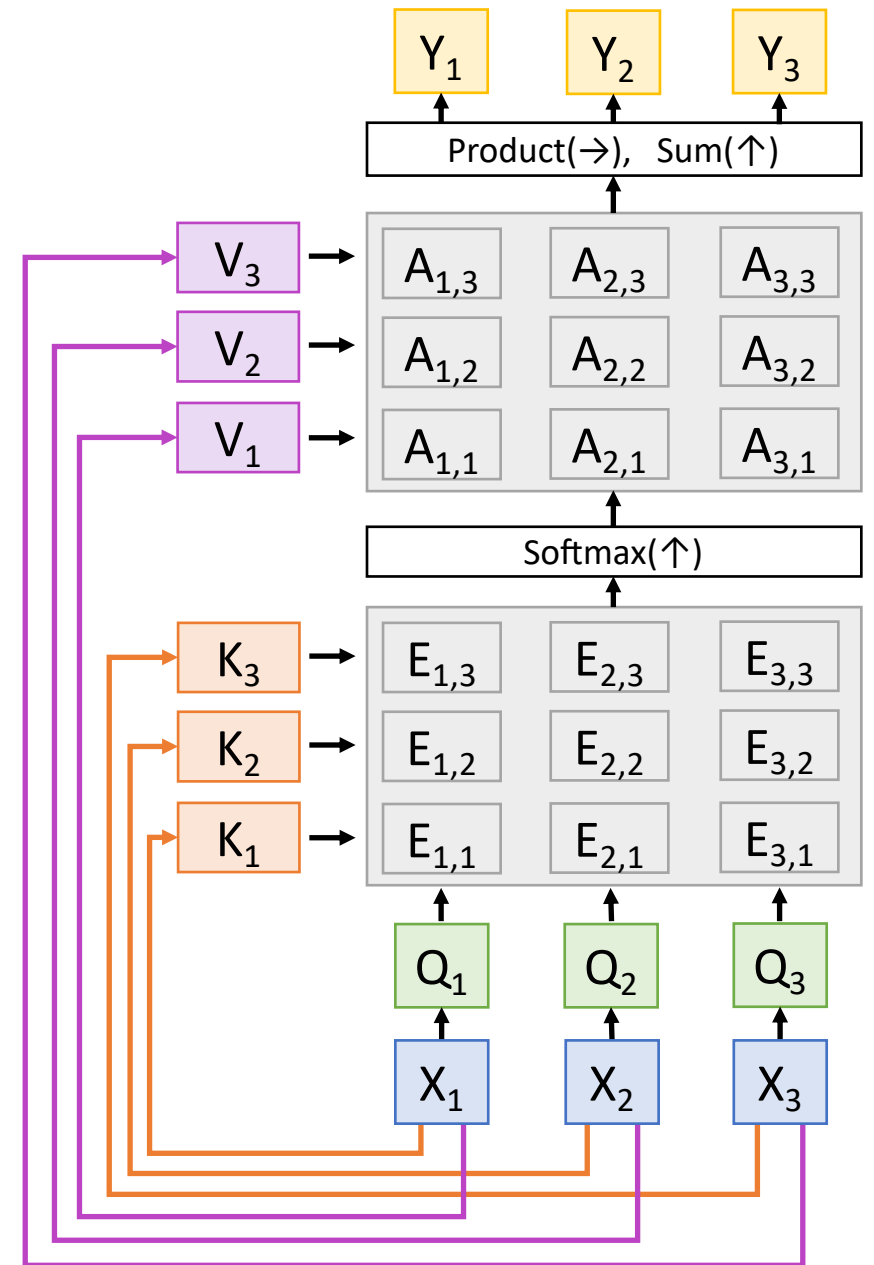 Y1 Y2 Y3
Product(→), Sum(↑)
V3 A1,3 A2,3 A3,3
V2 A1,2 A2,2 A3,2
V1 A1,1 A2,1 A3,1
Softmax(↑)
K3 E1,3 E2,3 E3,3
K2 E1,2 E2,2 E3,2
K1 E1,1 E2,1 E3,1
Q1 Q2 Q3
X1 X2 X3